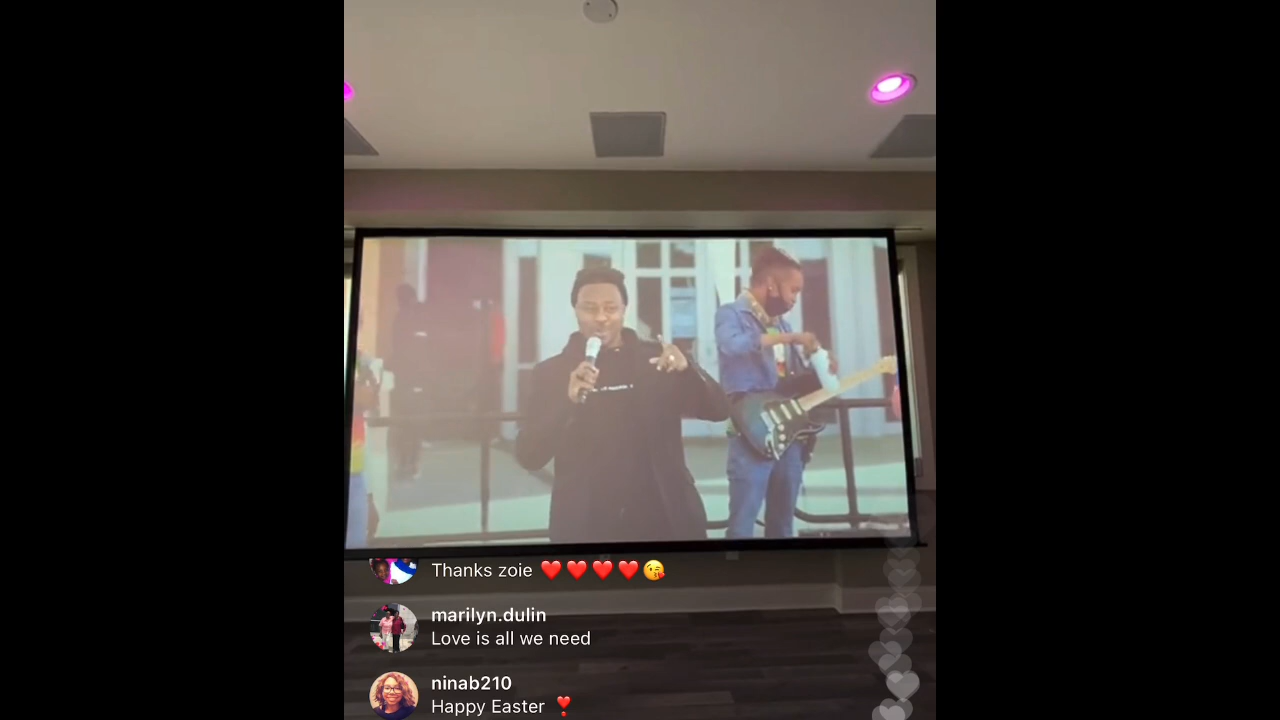 Thanks zoie ❤️❤️❤️❤️😘
marilyn.dulin
Love is all we need
ninab210
Happy Easter ❣️